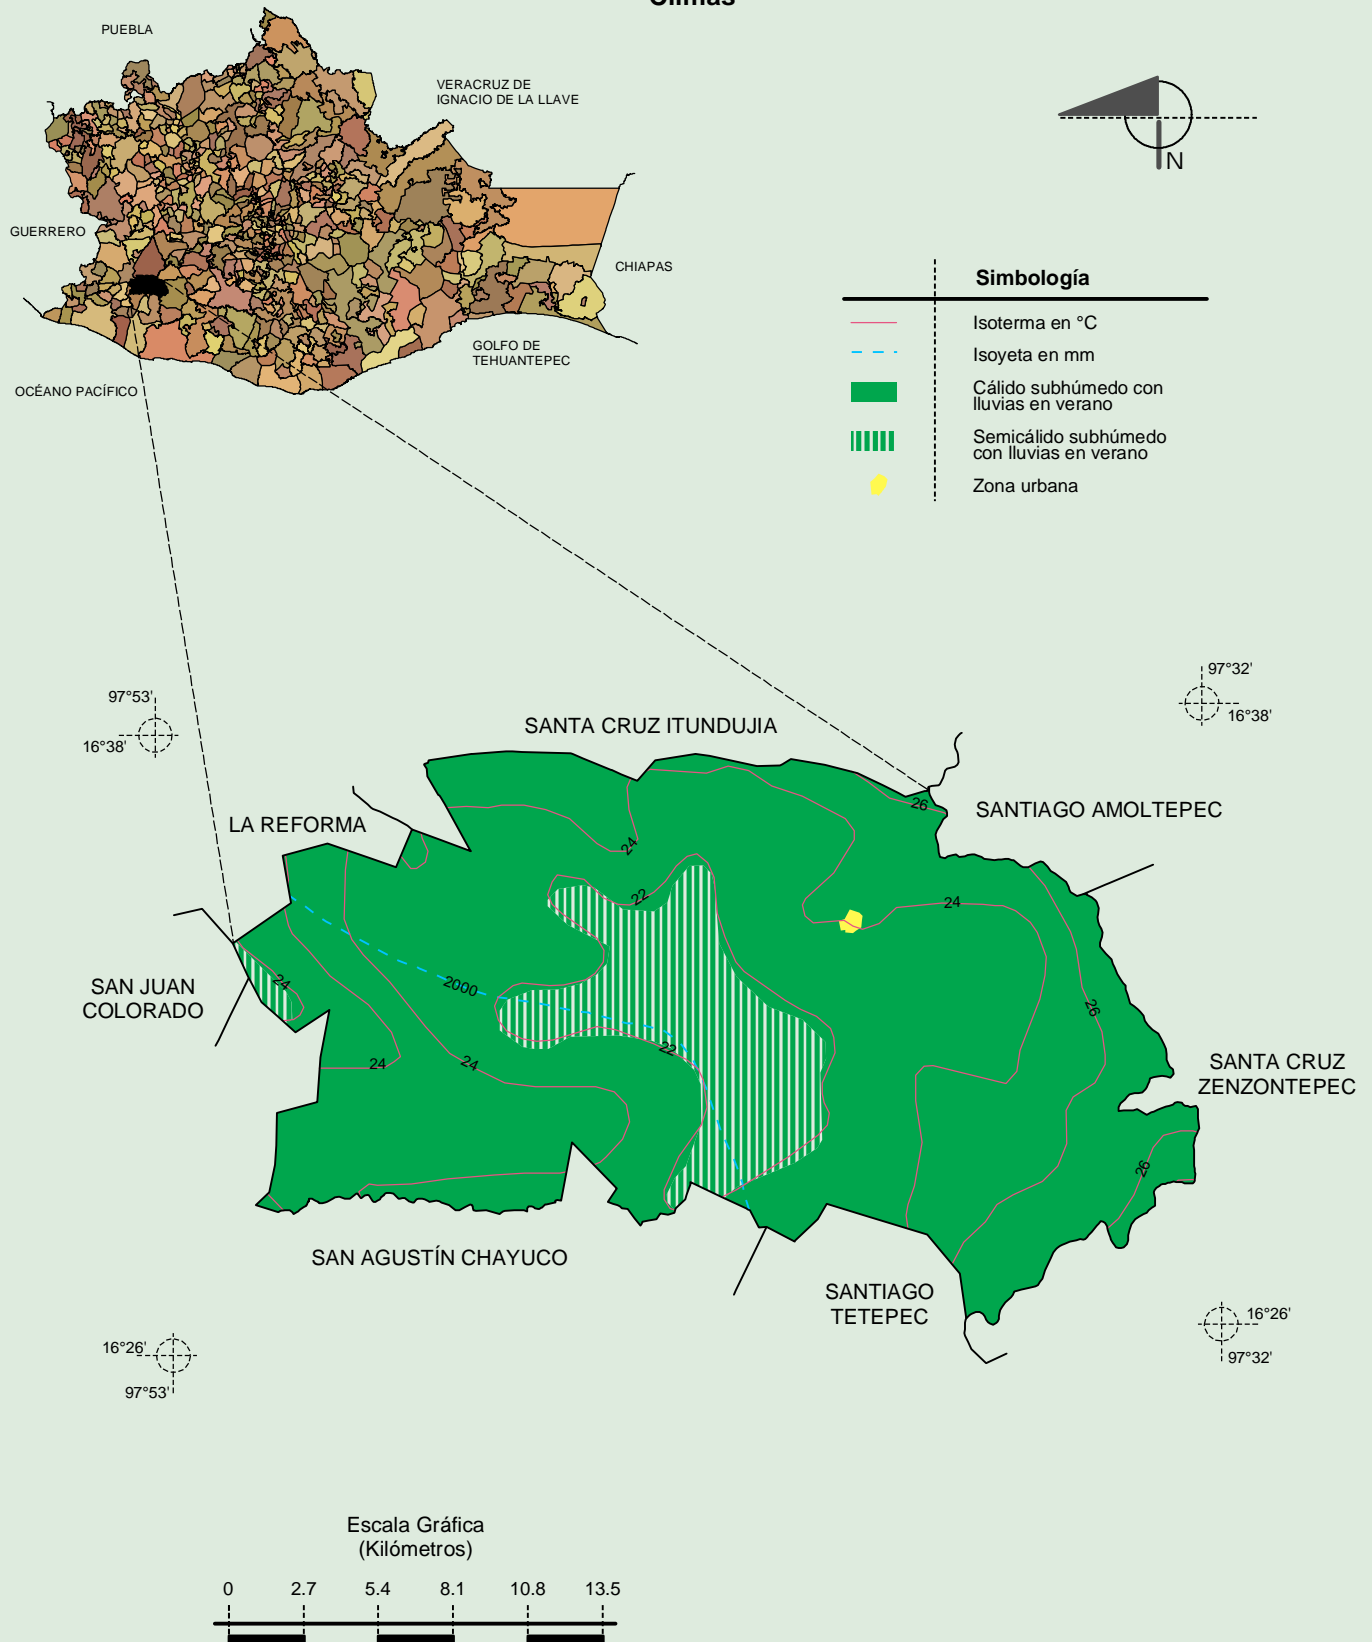 Climas
PUEBLA
VERACRUZ DE
IGNACIO DE LA LLAVE
N
GUERRERO
CHIAPAS
GOLFO DE
TEHUANTEPEC
OCÉANO PACÍFICO
Simbología
Isoterma en °C
Isoyeta en mm
Cálido subhúmedo con
lluvias en verano
Semicálido subhúmedo
con lluvias en verano
Zona urbana
97°53'
16°38'
97°32'
16°38'
SANTA CRUZ ITUNDUJIA
26
SANTIAGO AMOLTEPEC
LA REFORMA
24
22
24
SAN JUAN
COLORADO
24
2000
26
22
24
24
SANTA CRUZ
ZENZONTEPEC
26
SAN AGUSTÍN CHAYUCO
SANTIAGO
TETEPEC
16°26'
97°53'
16°26'
97°32'
Escala Gráfica
(Kilómetros)
0 2.7 5.4 8.1 10.8 13.5